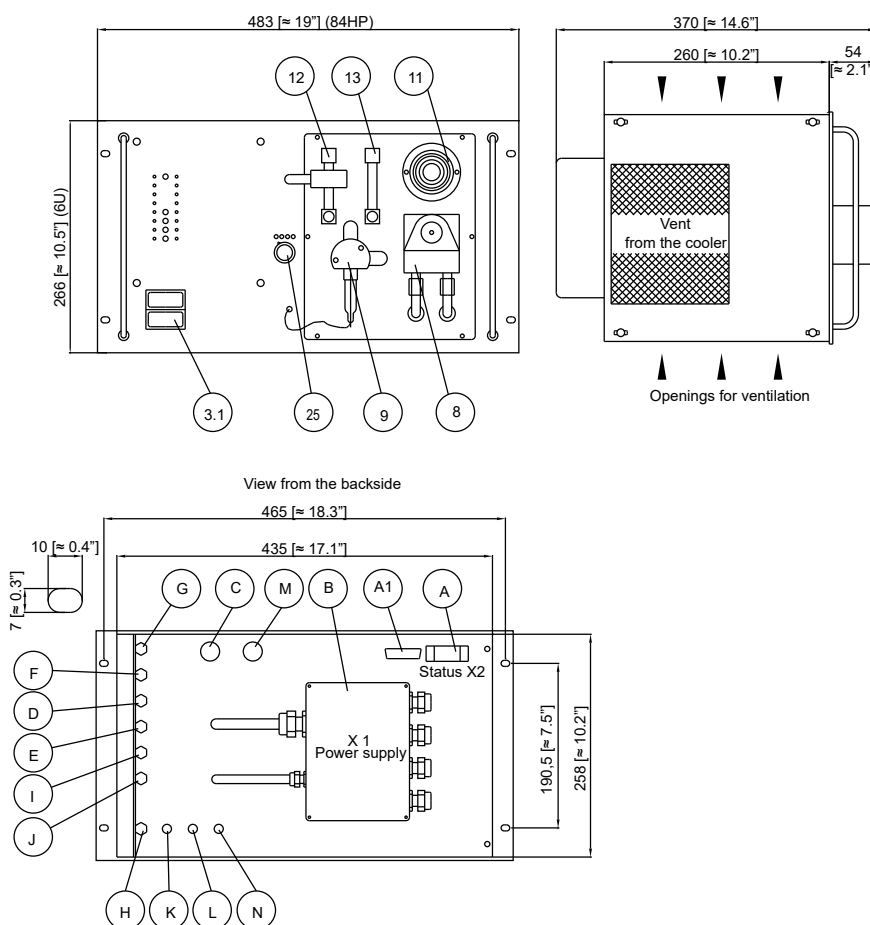 483 [≈ 19”] (84HP)
370 [≈ 14.6”]
260 [≈ 10.2”]
54
[≈ 2.1”]
12
13
11
266 [≈ 10.5”] (6U)
Vent
from the cooler
3.1
25
9
8
Openings for ventilation
View from the backside
465 [≈ 18.3”]
10 [≈ 0.4”]
435 [≈ 17.1”]
7 [≈ 0.3”]
G
C
M
B
A1
A
F
D
E
I
J
Status X2
X 1
Power supply
190,5 [≈ 7.5”]
258 [≈ 10.2”]
H
K
L
N